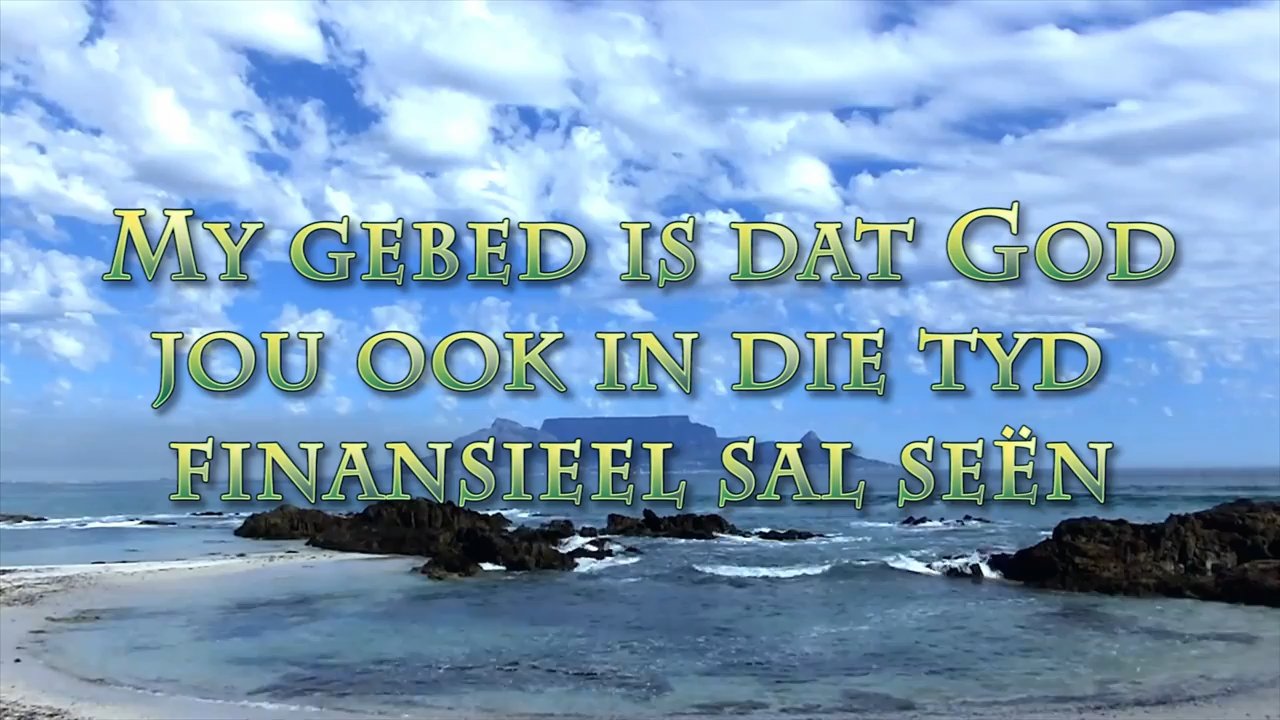 My gebed is dat God
jou ook in die tyd
finansieel sal seën